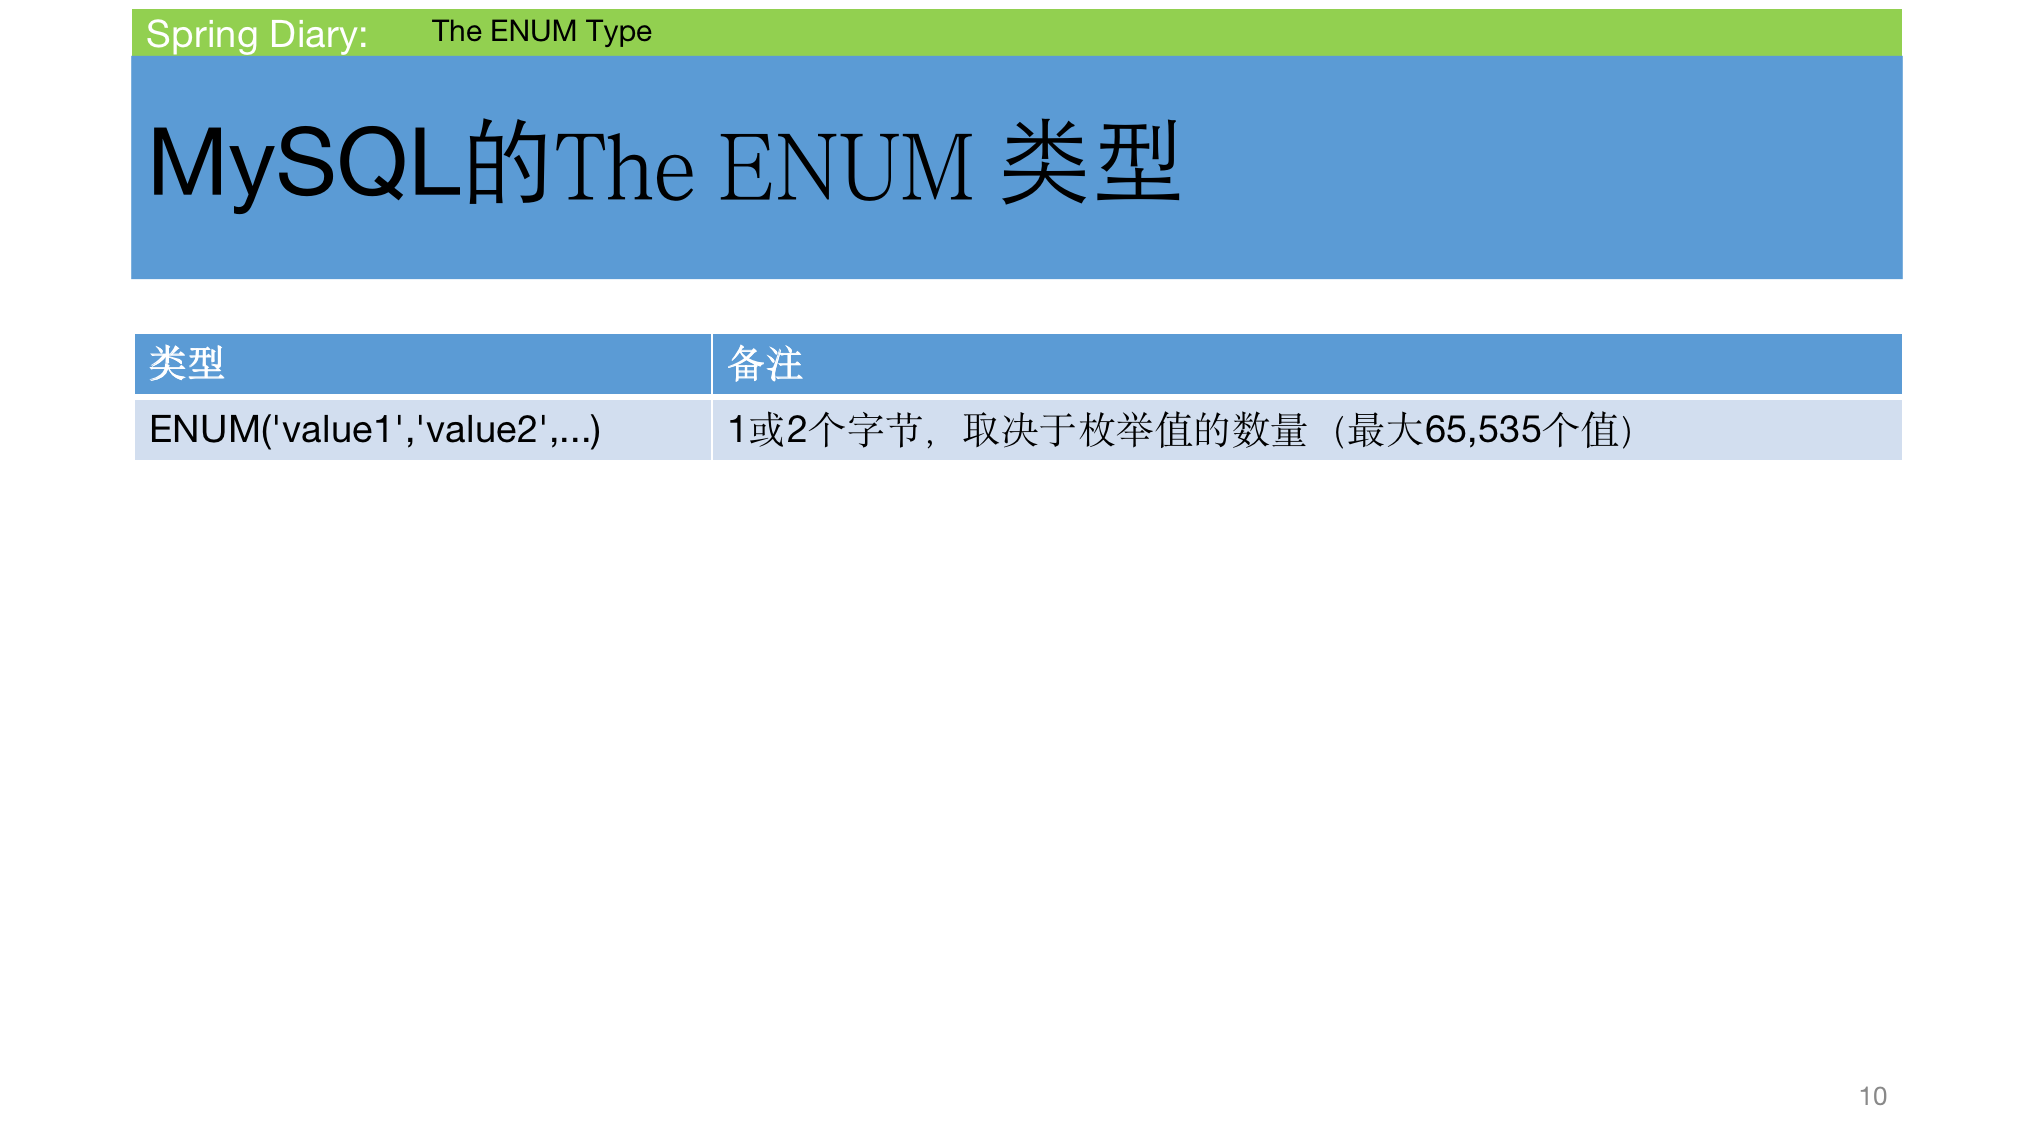 Spring Diary: The ENUM Type
MySQL的The ENUM 类型
类型 备注
ENUM('value1','value2',...) 1或2个字节，取决于枚举值的数量（最大65,535个值）
10